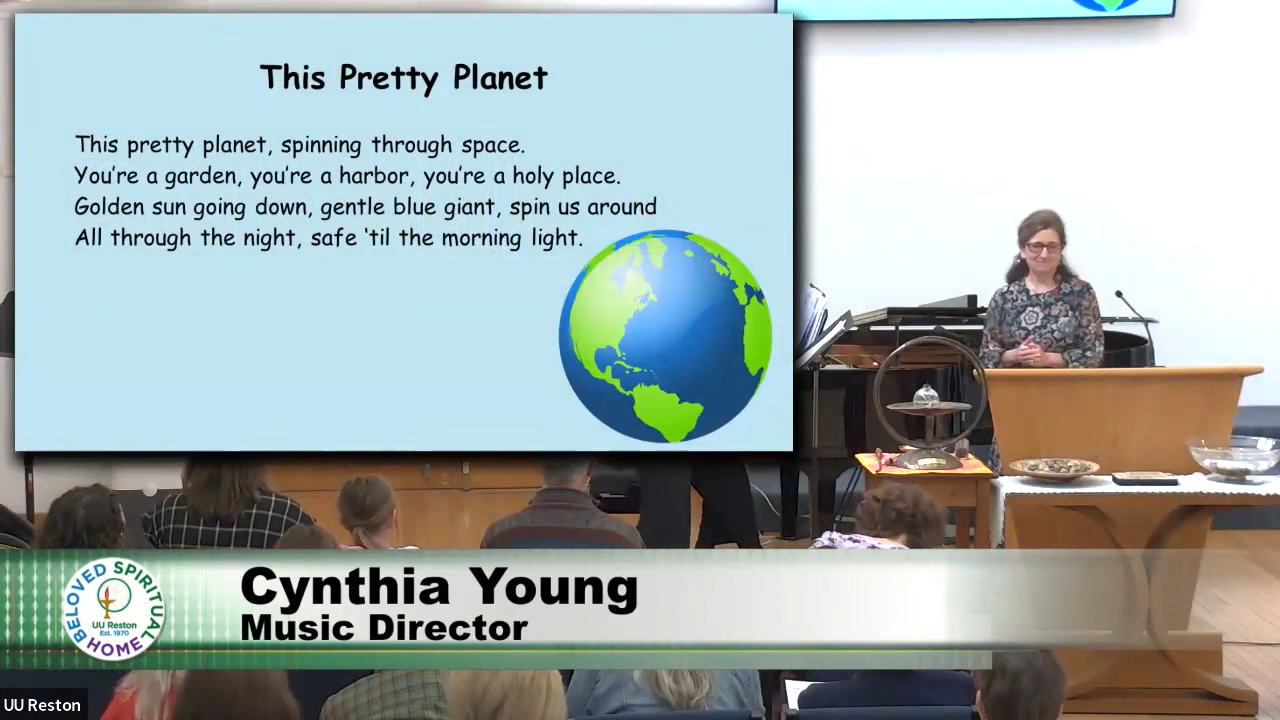 This Pretty Planet
This pretty planet, spinning through space.
You're a garden, you're a harbor, you're a holy place.
Golden sun going down, gentle blue giant, spin us around
All through the night, safe ‘til the morning light.
BELOVED SPIRITUAL HOME
UU Reston
Est. 1970
Cynthia Young
Music Director
UU Reston